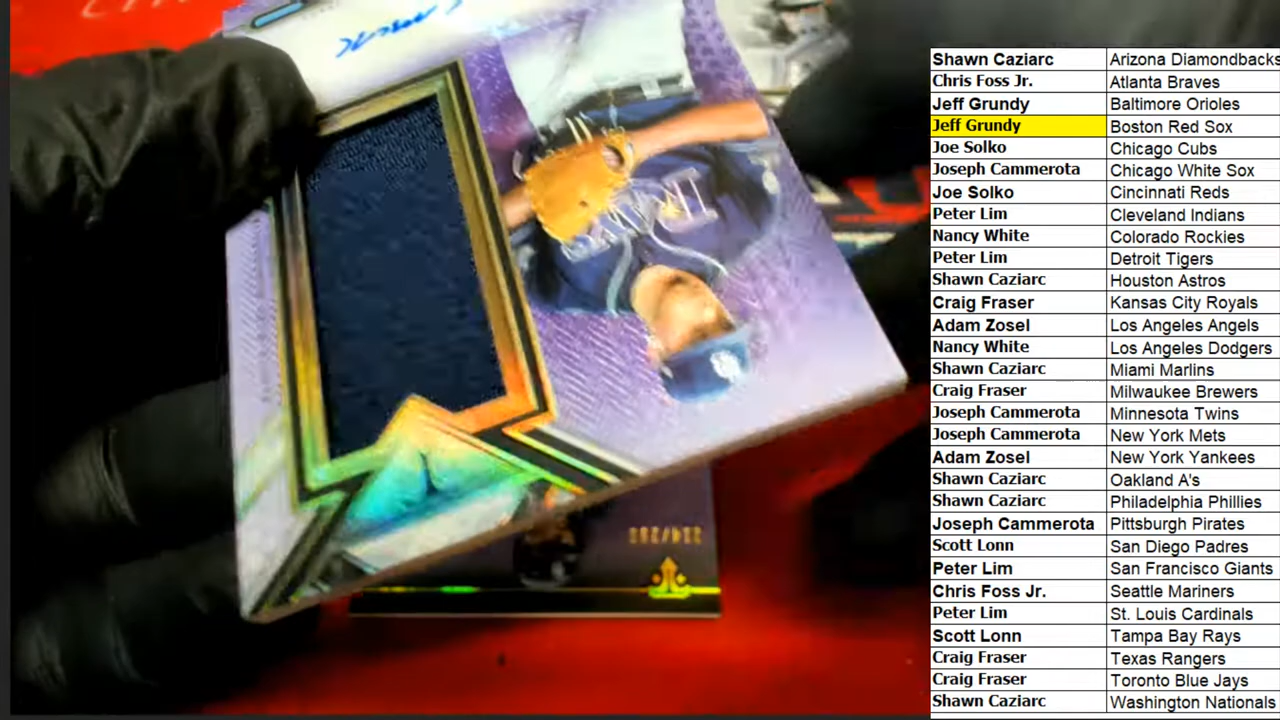 Shawn Caziarc Arizona Diamondbacks
Chris Foss Jr. Atlanta Braves
Jeff Grundy Baltimore Orioles
Jeff Grundy Boston Red Sox
Joe Solko Chicago Cubs
Joseph Cammerota Chicago White Sox
Joe Solko Cincinnati Reds
Peter Lim Cleveland Indians
Nancy White Colorado Rockies
Peter Lim Detroit Tigers
Shawn Caziarc Houston Astros
Craig Fraser Kansas City Royals
Adam Zosel Los Angeles Angels
Nancy White Los Angeles Dodgers
Shawn Caziarc Miami Marlins
Craig Fraser Milwaukee Brewers
Joseph Cammerota Minnesota Twins
Joseph Cammerota New York Mets
Adam Zosel New York Yankees
Shawn Caziarc Oakland A's
Shawn Caziarc Philadelphia Phillies
Joseph Cammerota Pittsburgh Pirates
Scott Lonn San Diego Padres
Peter Lim San Francisco Giants
Chris Foss Jr. Seattle Mariners
Peter Lim St. Louis Cardinals
Scott Lonn Tampa Bay Rays
Craig Fraser Texas Rangers
Craig Fraser Toronto Blue Jays
Shawn Caziarc Washington Nationals